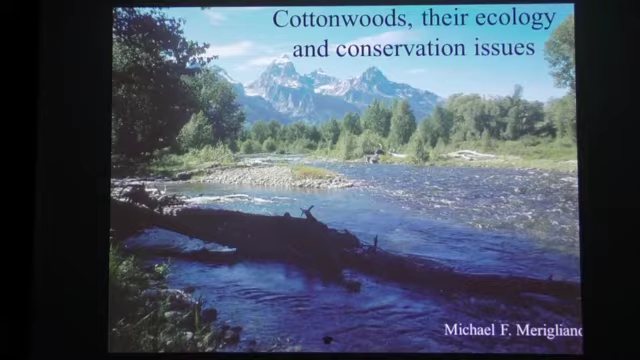 Cottonwoods, their ecology
and conservation issues
Michael F. Merigliano